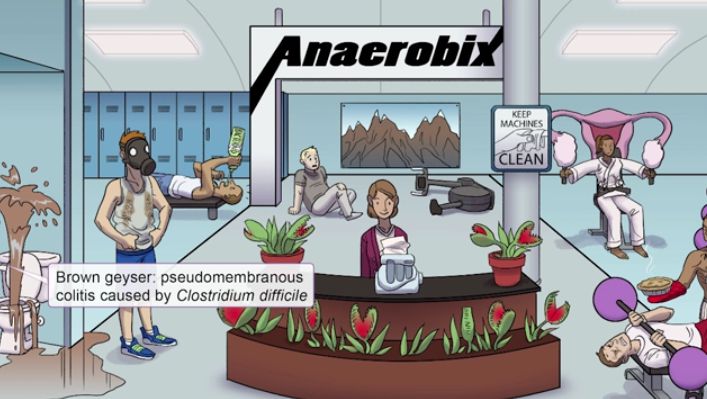 Anaerobix
KEEP
MACHINES
CLEAN
Brown geyser: pseudomembranous
colitis caused by Clostridium difficile